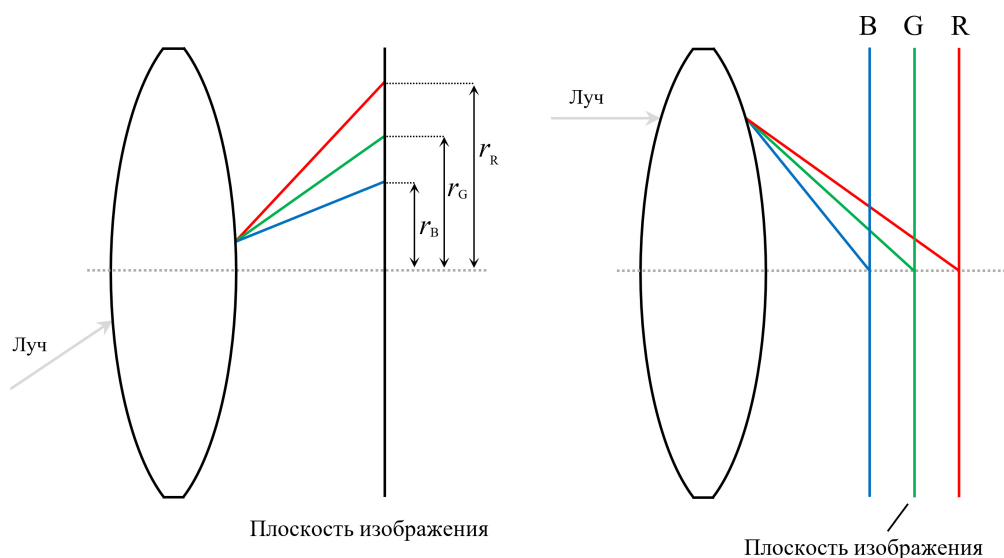 B G R
Луч
r_R
r_G
r_B
Луч
Плоскость изображения
Плоскость изображения